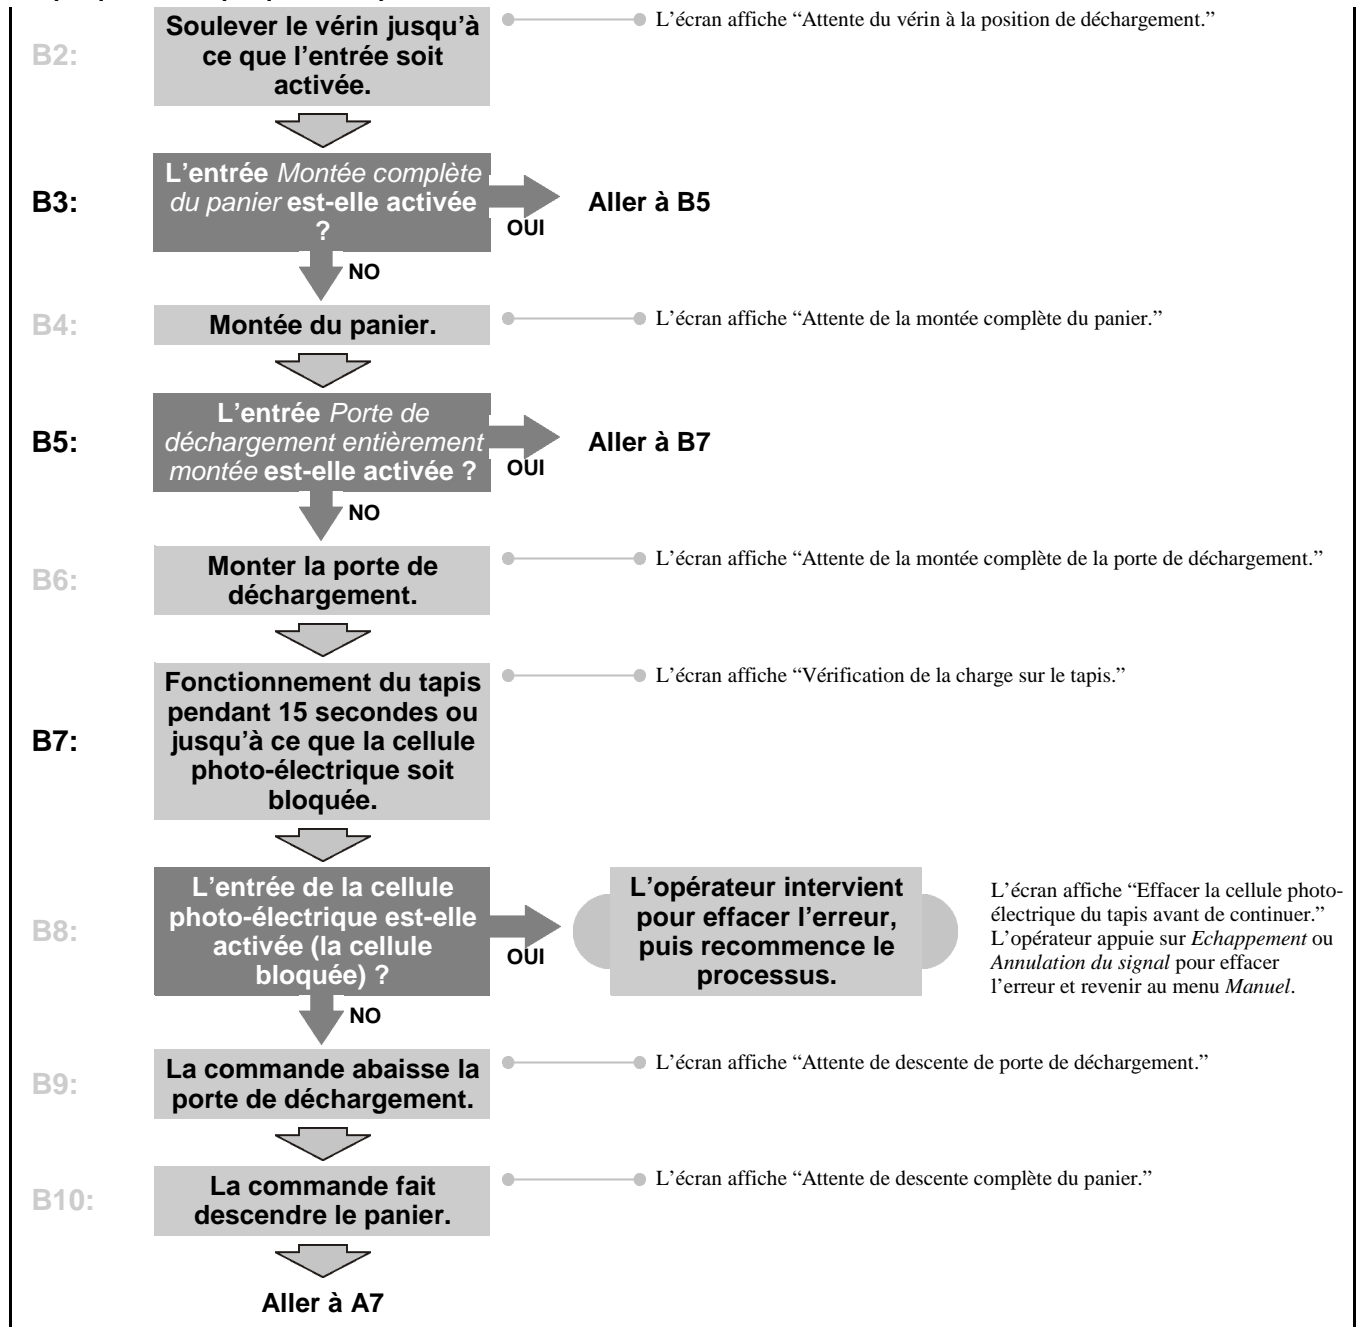 B2:
Soulever le vérin jusqu'à
ce que l'entrée soit
activée.
L'écran affiche “Attente du vérin à la position de déchargement.”
B3:
L'entrée Montée complète
du panier est-elle activée
?
OUI
Aller à B5
NO
B4:
Montée du panier.
L'écran affiche “Attente de la montée complète du panier.”
B5:
L'entrée Porte de
déchargement entièrement
montée est-elle activée ?
OUI
Aller à B7
NO
B6:
Monter la porte de
déchargement.
L'écran affiche “Attente de la montée complète de la porte de déchargement.”
B7:
Fonctionnement du tapis
pendant 15 secondes ou
jusqu'à ce que la cellule
photo-électrique soit
bloquée.
L'écran affiche “Vérification de la charge sur le tapis.”
B8:
L'entrée de la cellule
photo-électrique est-elle
activée (la cellule
bloquée) ?
OUI
L'opérateur intervient
pour effacer l'erreur,
puis recommence le
processus.
L'écran affiche “Effacer la cellule photo-
électrique du tapis avant de continuer.”
L'opérateur appuie sur Echappement ou
Annulation du signal pour effacer
l'erreur et revenir au menu Manuel.
NO
B9:
La commande abaisse la
porte de déchargement.
L'écran affiche “Attente de descente de porte de déchargement.”
B10:
La commande fait
descendre le panier.
L'écran affiche “Attente de descente complète du panier.”
Aller à A7